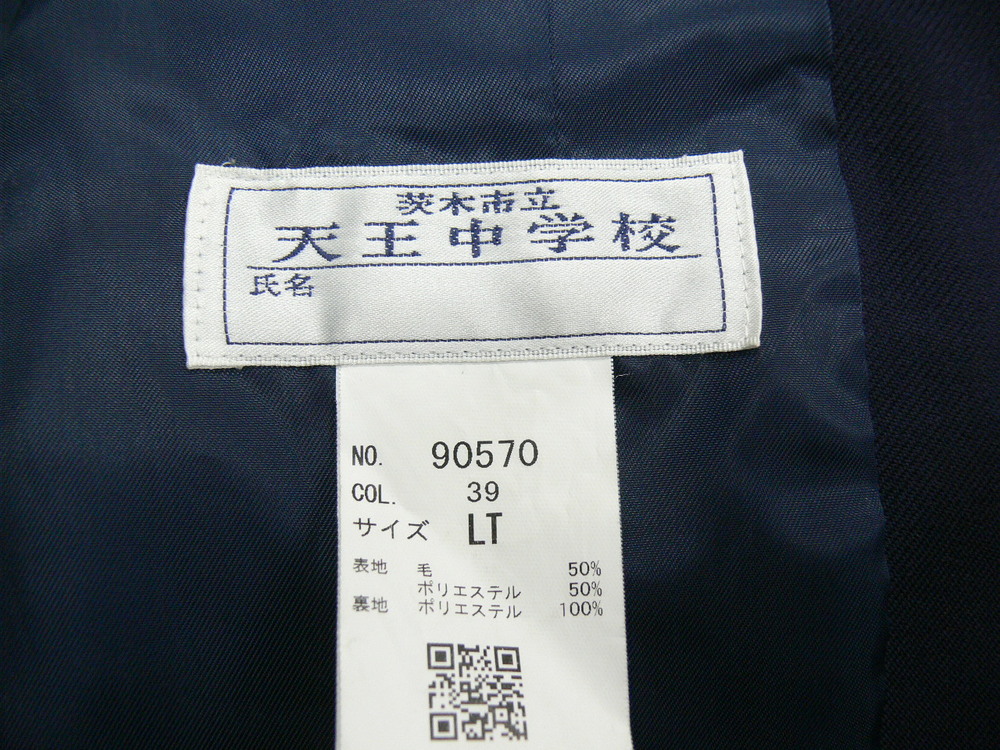 茨木市立
天王中学校
氏名
NO. 90570
COL. 39
サイズ LT
表地 毛 50%
ポリエステル 50%
裏地 ポリエステル 100%